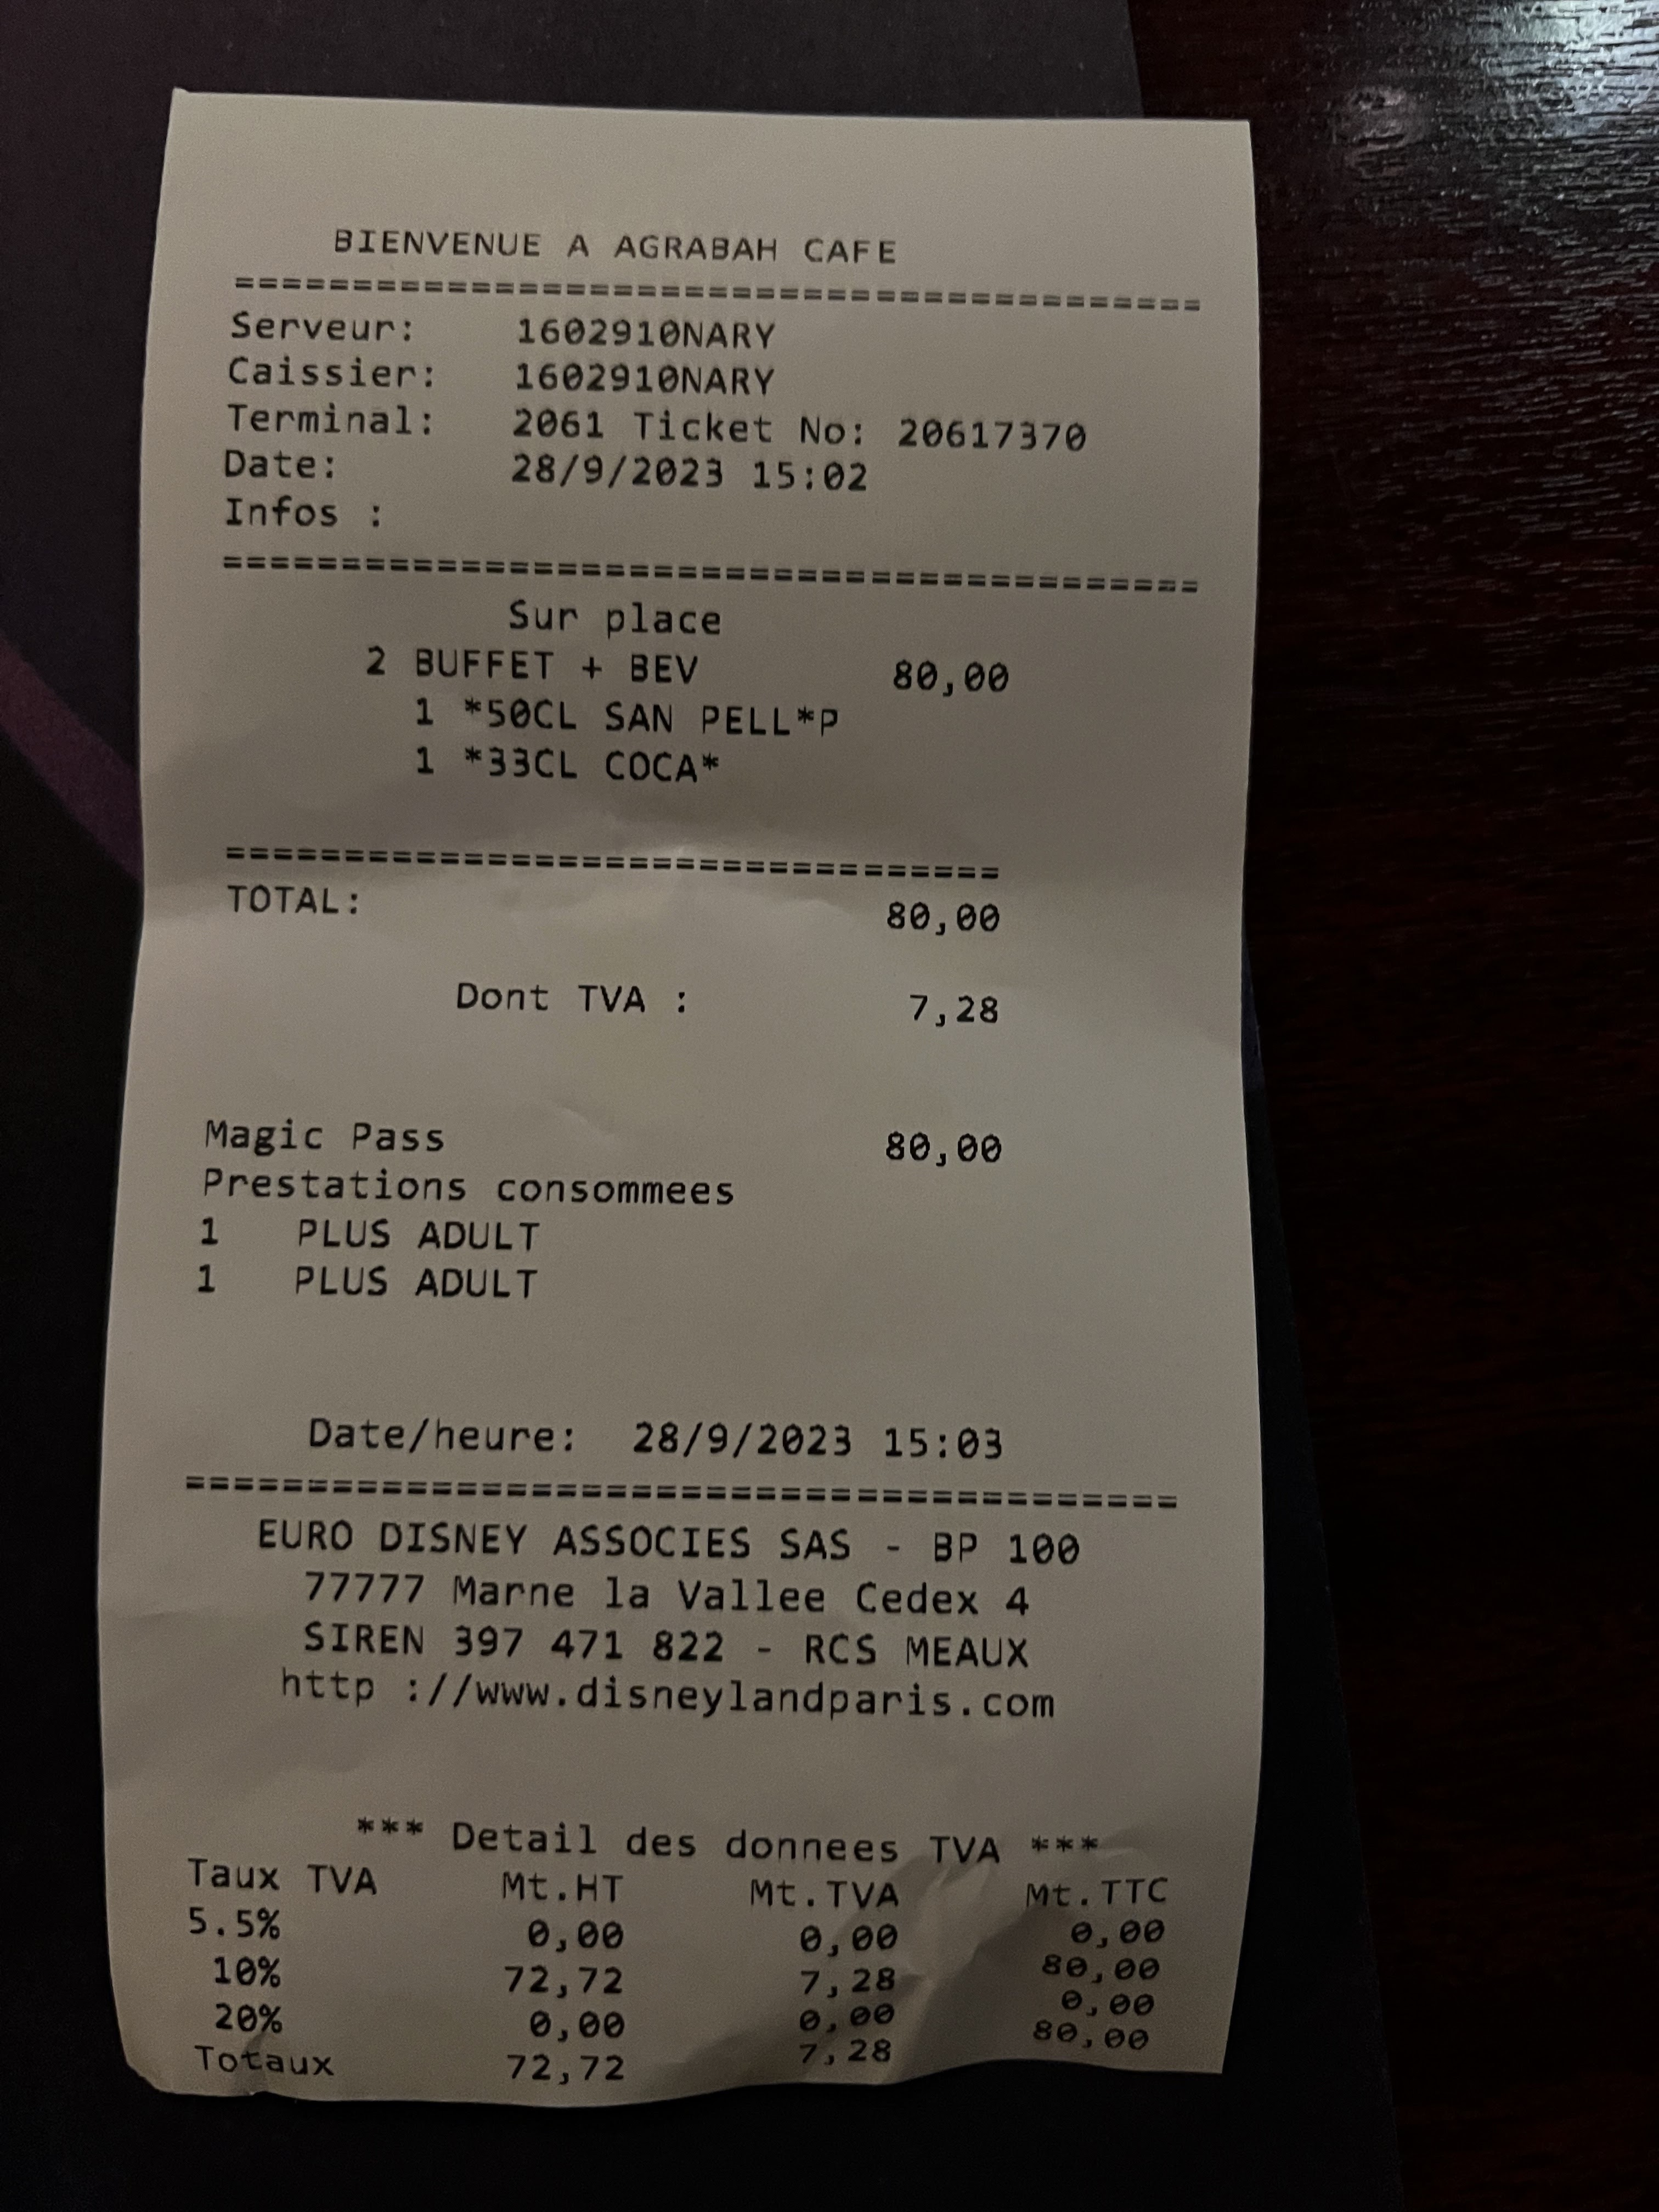 BIENVENUE A AGRABAH CAFE
=========================================
Serveur: 1602910NARY
Caissier: 1602910NARY
Terminal: 2061 Ticket No: 20617370
Date: 28/9/2023 15:02
Infos :
=========================================
Sur place
2 BUFFET + BEV 80,00
1 *50CL SAN PELL*P
1 *33CL COCA*
=================================
TOTAL: 80,00
Dont TVA : 7,28
Magic Pass 80,00
Prestations consommees
1 PLUS ADULT
1 PLUS ADULT
Date/heure: 28/9/2023 15:03
=========================================
EURO DISNEY ASSOCIES SAS - BP 100
77777 Marne la Vallee Cedex 4
SIREN 397 471 822 - RCS MEAUX
http ://www.disneylandparis.com
*** Detail des donnees TVA ***
Taux TVA Mt.HT Mt.TVA Mt.TTC
5.5% 0,00 0,00 0,00
10% 72,72 7,28 80,00
20% 0,00 0,00 0,00
Totaux 72,72 7,28 80,00